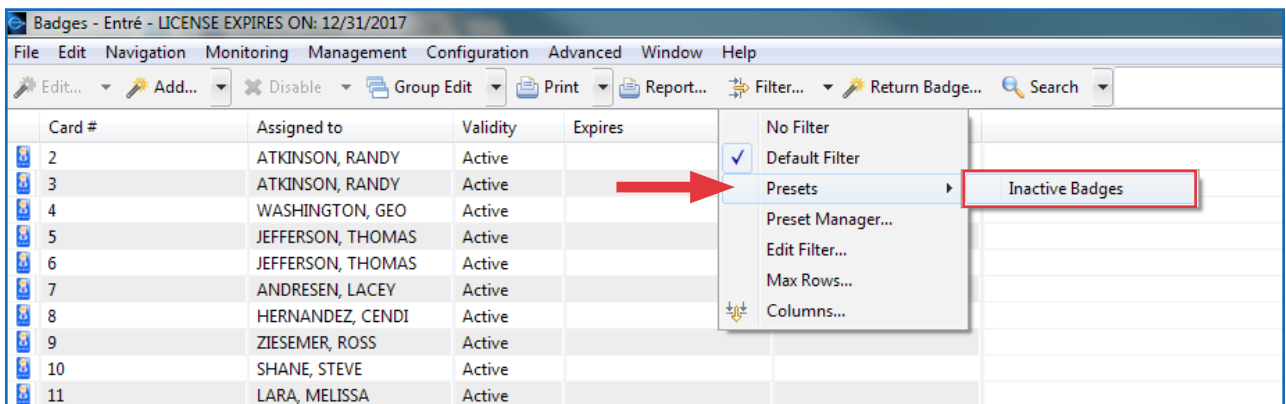 Badges - Entré - LICENSE EXPIRES ON: 12/31/2017
File Edit Navigation Monitoring Management Configuration Advanced Window Help
Edit... Add... Disable Group Edit Print Report... Filter... Return Badge... Search
Card # Assigned to Validity Expires
2 ATKINSON, RANDY Active
3 ATKINSON, RANDY Active
4 WASHINGTON, GEO Active
5 JEFFERSON, THOMAS Active
6 JEFFERSON, THOMAS Active
7 ANDRESEN, LACEY Active
8 HERNANDEZ, CENDI Active
9 ZIESEMER, ROSS Active
10 SHANE, STEVE Active
11 LARA, MELISSA Active
No Filter
Default Filter
Presets
Preset Manager...
Edit Filter...
Max Rows...
Columns...
Inactive Badges